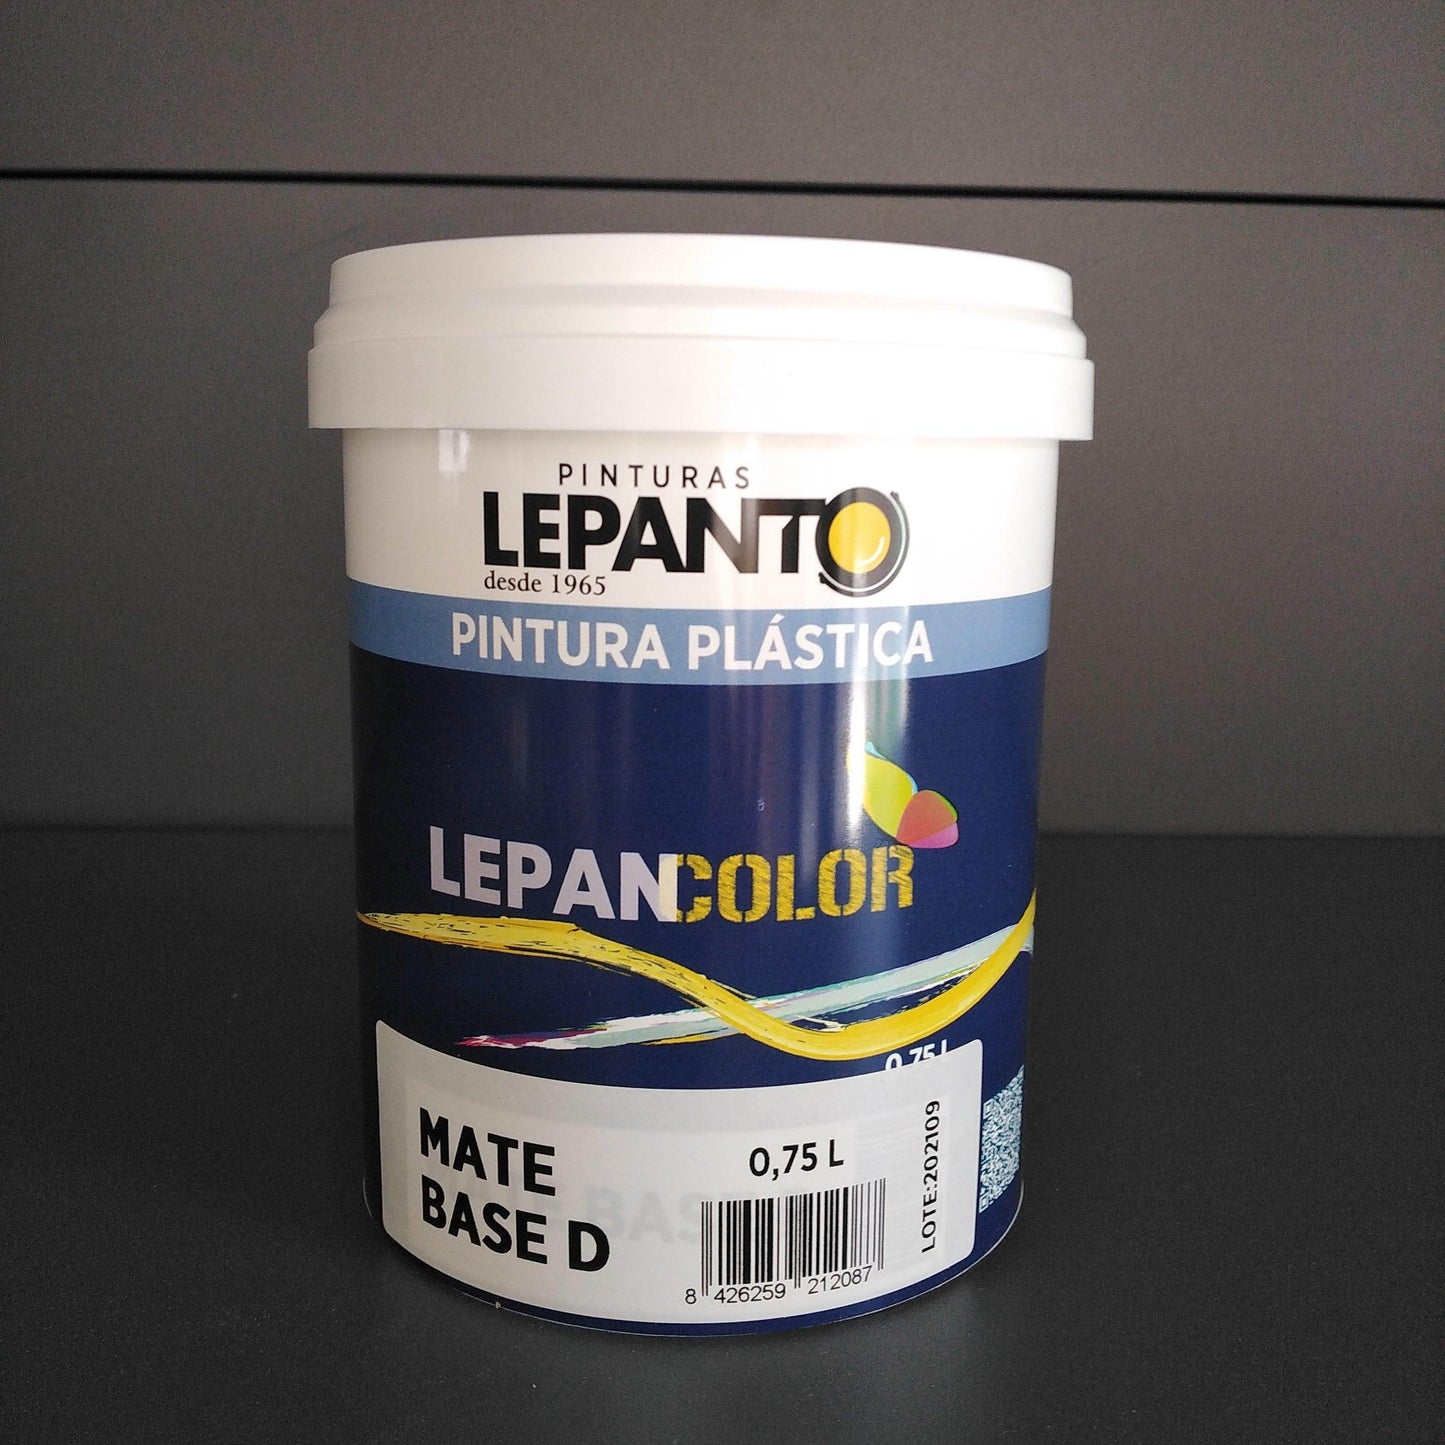 PINTURAS
LEPANTO
desde 1965
PINTURA PLÁSTICA
LEPANCOLOR
0,75 L
MATE
BASE D
0,75 L
8 426259 212087
LOTE:202109